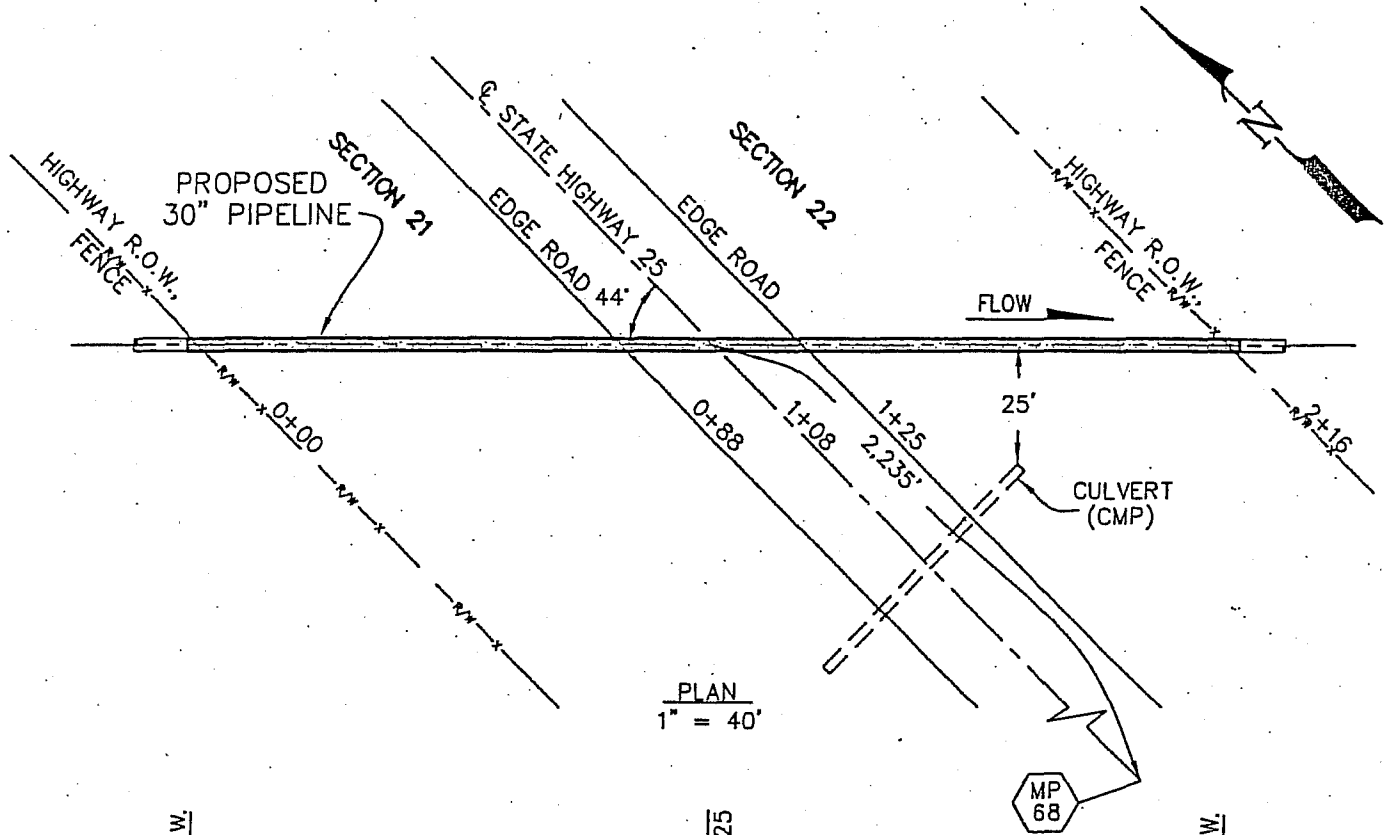 N
℄ STATE HIGHWAY 25
SECTION 21
SECTION 22
HIGHWAY R.O.W.,
R/W
FENCE
PROPOSED
30" PIPELINE
EDGE ROAD
EDGE ROAD
HIGHWAY R.O.W.,
R/W
R/W
FENCE
44°
FLOW
R/W
0+00
0+88
1+08
1+25
2,235'
25'
R/W
2+16
R/W
R/W
R/W
CULVERT
(CMP)
PLAN
1" = 40'
MP
68
W.
25
W.